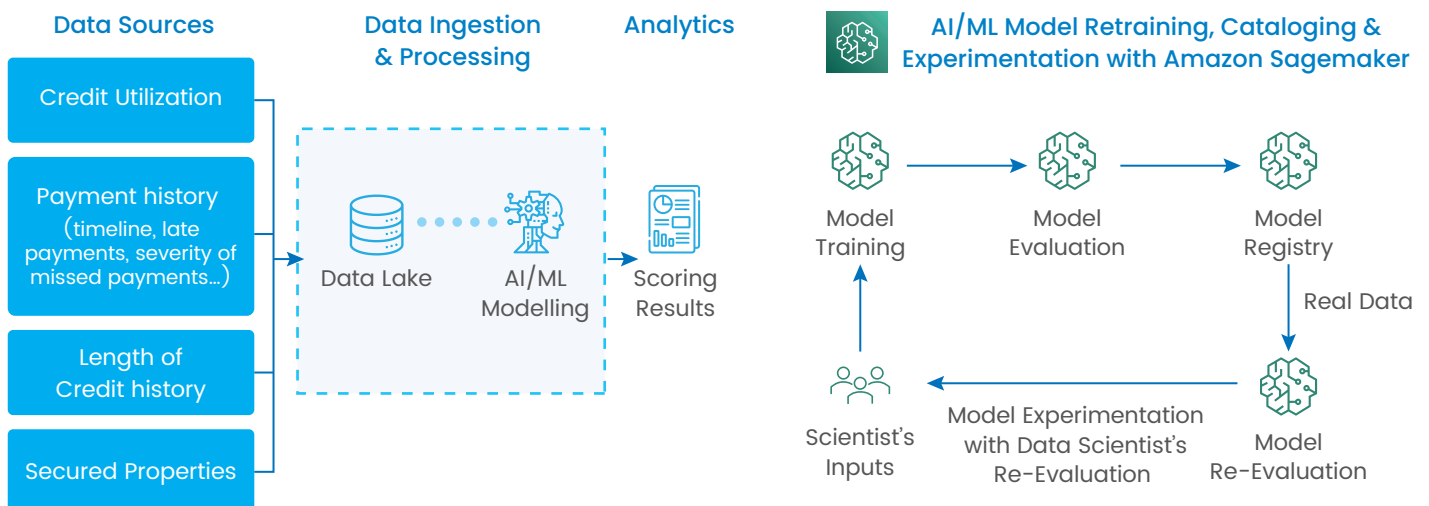 Data Sources
Credit Utilization
Payment history
(timeline, late
payments, severity of
missed payments...)
Length of
Credit history
Secured Properties
Data Ingestion
& Processing
Data Lake
AI/ML
Modelling
Analytics
Scoring
Results
AI/ML Model Retraining, Cataloging &
Experimentation with Amazon Sagemaker
Model
Training
Model
Evaluation
Model
Registry
Real Data
Model
Re-Evaluation
Model Experimentation
with Data Scientist’s
Re-Evaluation
Scientist’s
Inputs